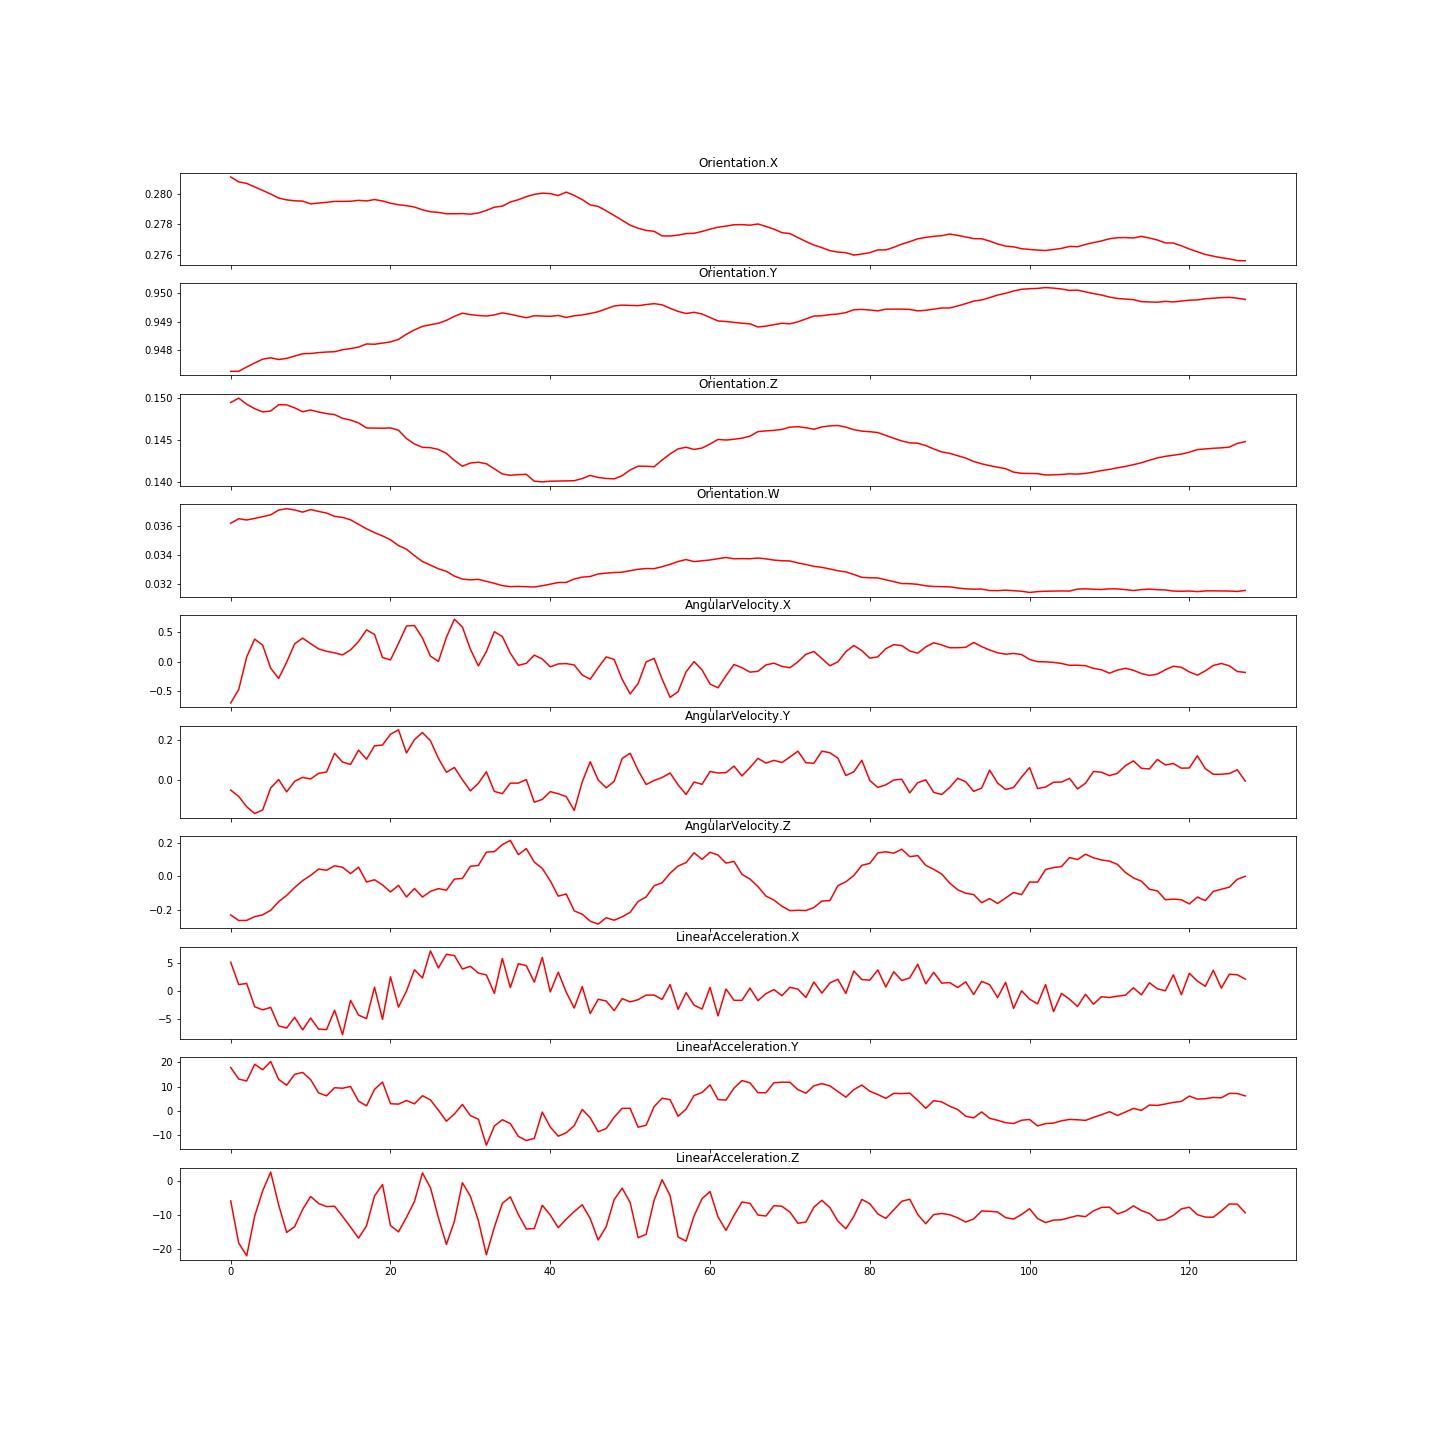 Orientation.X
0.280
0.278
0.276
Orientation.Y
0.950
0.949
0.948
Orientation.Z
0.150
0.145
0.140
Orientation.W
0.036
0.034
0.032
AngularVelocity.X
0.5
0.0
−0.5
AngularVelocity.Y
0.2
0.0
AngularVelocity.Z
0.2
0.0
−0.2
LinearAcceleration.X
5
0
−5
LinearAcceleration.Y
20
10
0
−10
LinearAcceleration.Z
0
−10
−20
0 20 40 60 80 100 120